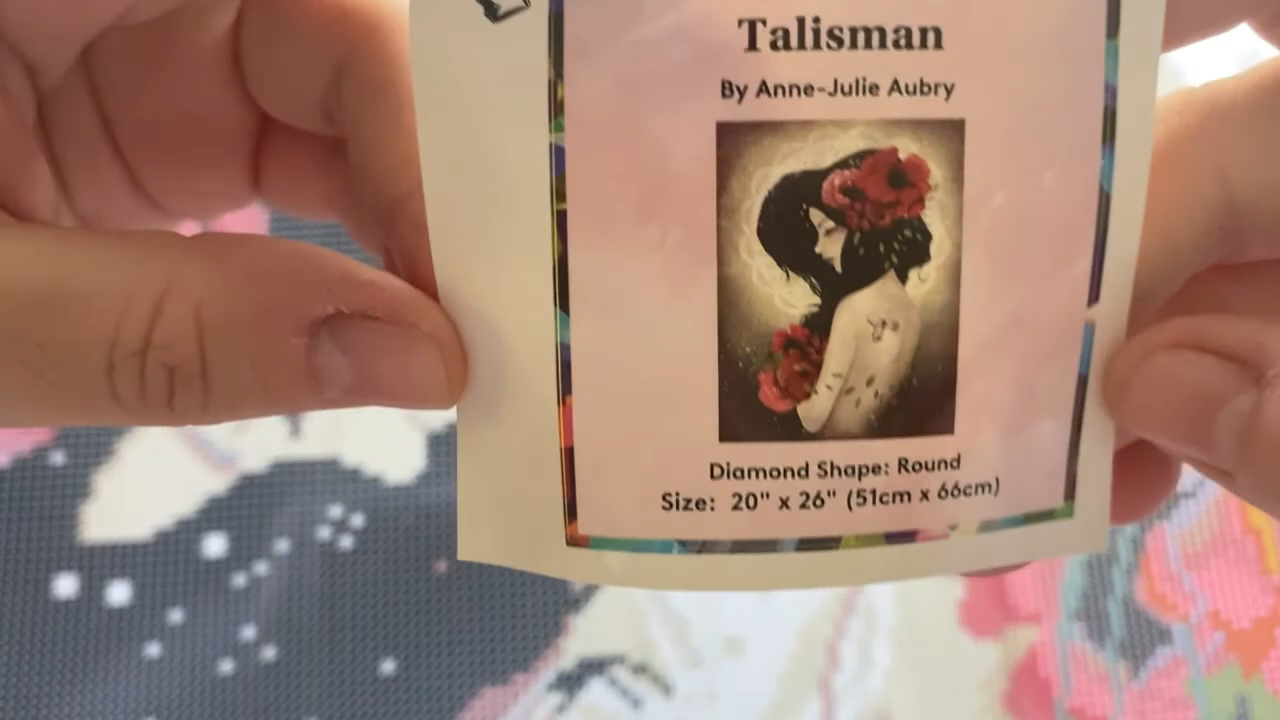 Talisman
By Anne-Julie Aubry
Diamond Shape: Round
Size: 20" x 26" (51cm x 66cm)